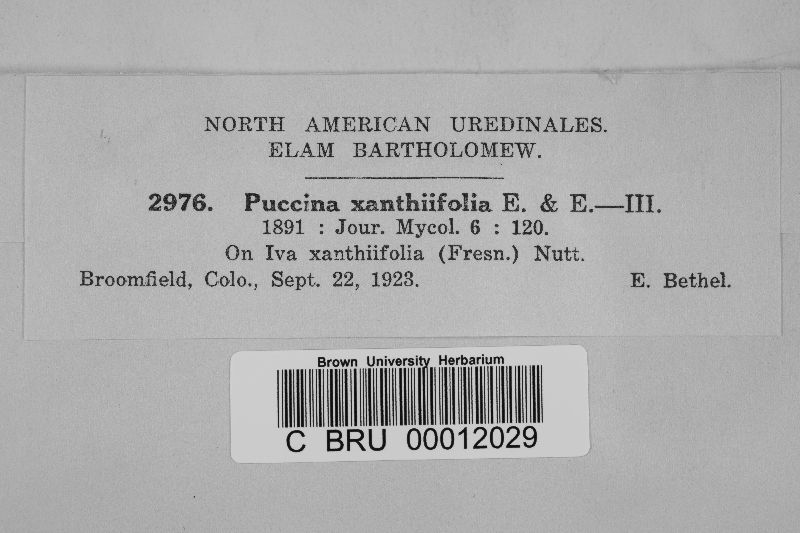 NORTH AMERICAN UREDINALES.
ELAM BARTHOLOMEW.
2976. Puccina xanthiifolia E. & E.—III.
1891 : Jour. Mycol. 6 : 120.
On Iva xanthiifolia (Fresn.) Nutt.
Broomfield, Colo., Sept. 22, 1923. E. Bethel.
Brown University Herbarium
C BRU 00012029